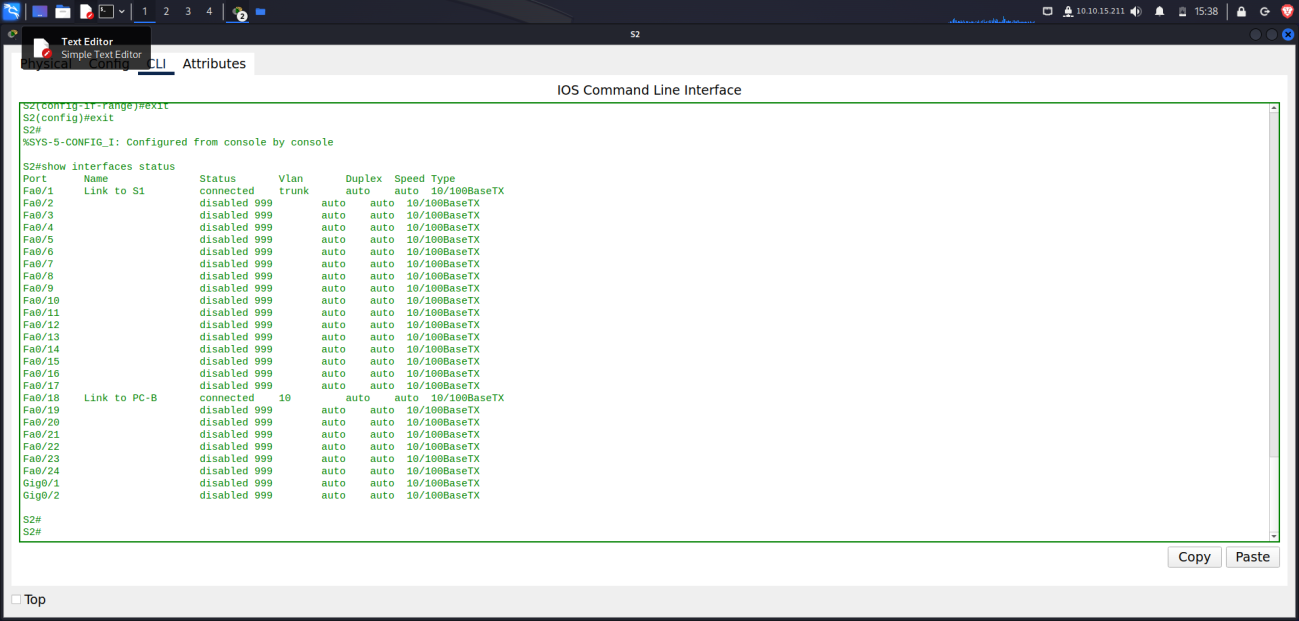 1 2 3 4 2 10.10.15.211 15:38
S2
Text Editor
Simple Text Editor
Physical Config CLI Attributes
IOS Command Line Interface
S2(config-if-range)#exit
S2(config)#exit
S2#
%SYS-5-CONFIG_I: Configured from console by console
S2#show interfaces status
Port Name Status Vlan Duplex Speed Type
Fa0/1 Link to S1 connected trunk auto auto 10/100BaseTX
Fa0/2 disabled 999 auto auto 10/100BaseTX
Fa0/3 disabled 999 auto auto 10/100BaseTX
Fa0/4 disabled 999 auto auto 10/100BaseTX
Fa0/5 disabled 999 auto auto 10/100BaseTX
Fa0/6 disabled 999 auto auto 10/100BaseTX
Fa0/7 disabled 999 auto auto 10/100BaseTX
Fa0/8 disabled 999 auto auto 10/100BaseTX
Fa0/9 disabled 999 auto auto 10/100BaseTX
Fa0/10 disabled 999 auto auto 10/100BaseTX
Fa0/11 disabled 999 auto auto 10/100BaseTX
Fa0/12 disabled 999 auto auto 10/100BaseTX
Fa0/13 disabled 999 auto auto 10/100BaseTX
Fa0/14 disabled 999 auto auto 10/100BaseTX
Fa0/15 disabled 999 auto auto 10/100BaseTX
Fa0/16 disabled 999 auto auto 10/100BaseTX
Fa0/17 disabled 999 auto auto 10/100BaseTX
Fa0/18 Link to PC-B connected 10 auto auto 10/100BaseTX
Fa0/19 disabled 999 auto auto 10/100BaseTX
Fa0/20 disabled 999 auto auto 10/100BaseTX
Fa0/21 disabled 999 auto auto 10/100BaseTX
Fa0/22 disabled 999 auto auto 10/100BaseTX
Fa0/23 disabled 999 auto auto 10/100BaseTX
Fa0/24 disabled 999 auto auto 10/100BaseTX
Gig0/1 disabled 999 auto auto 10/100BaseTX
Gig0/2 disabled 999 auto auto 10/100BaseTX
S2#
S2#
Copy Paste
Top